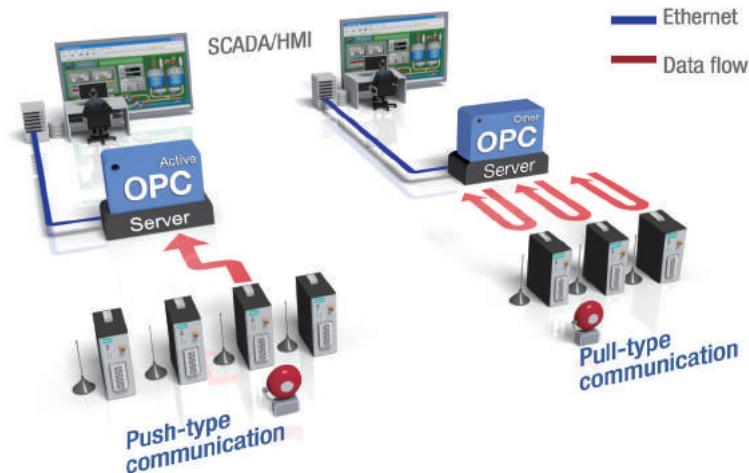 SCADA/HMI
Ethernet
Data flow
Active
OPC
Server
Other
OPC
Server
Push-type
communication
Pull-type
communication